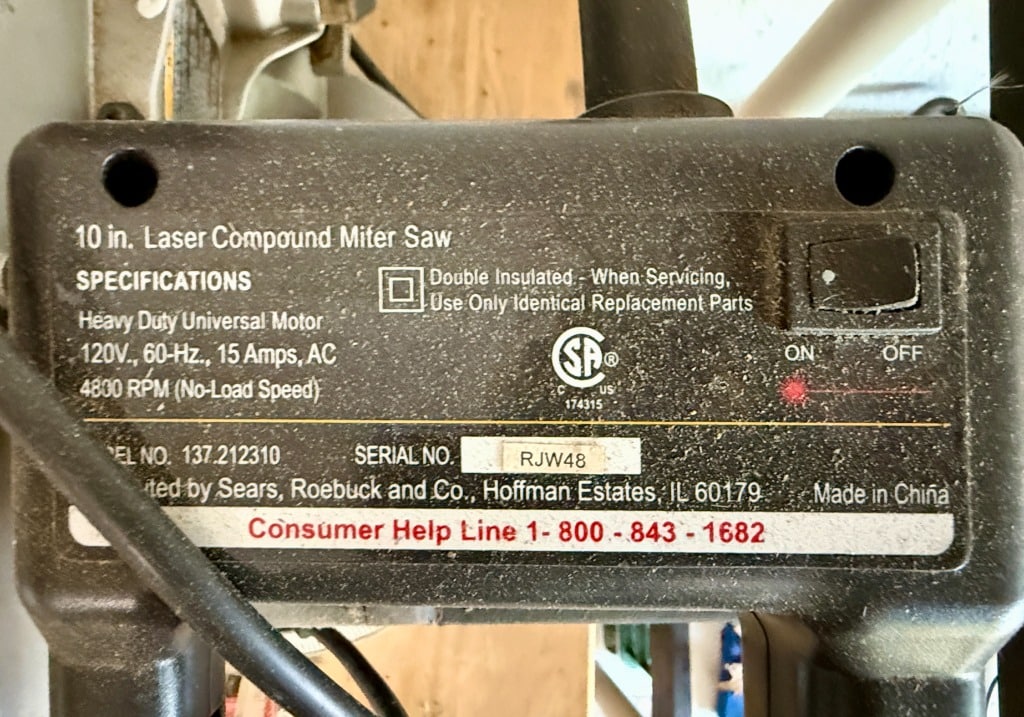 10 in. Laser Compound Miter Saw
SPECIFICATIONS
Double Insulated - When Servicing,
Use Only Identical Replacement Parts
Heavy Duty Universal Motor
120V., 60-Hz., 15 Amps, AC
4800 RPM (No-Load Speed)
SA ®
C US
174315
ON OFF
NO. 137.212310 SERIAL NO. RJW48
by Sears, Roebuck and Co., Hoffman Estates, IL 60179 Made in China
Consumer Help Line 1- 800 - 843 - 1682